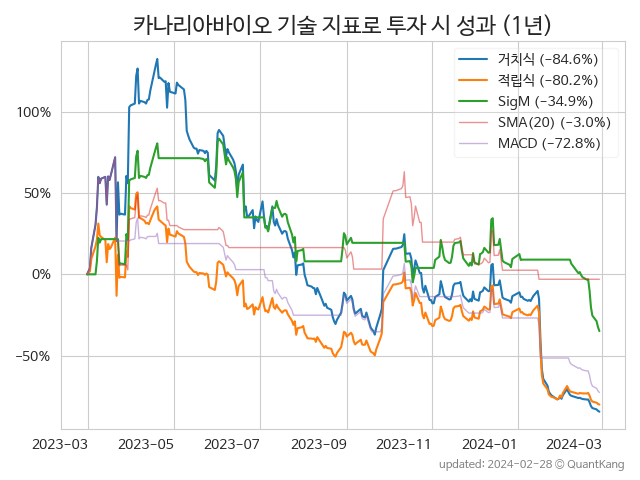 카나리아바이오 기술 지표로 투자 시 성과 (1년)
거치식 (−84.6%)
적립식 (−80.2%)
SigM (−34.9%)
SMA(20) (−3.0%)
MACD (−72.8%)
100%
50%
0%
−50%
2023−03 2023−05 2023−07 2023−09 2023−11 2024−01 2024−03
updated: 2024−02−28 ⓒ QuantKang